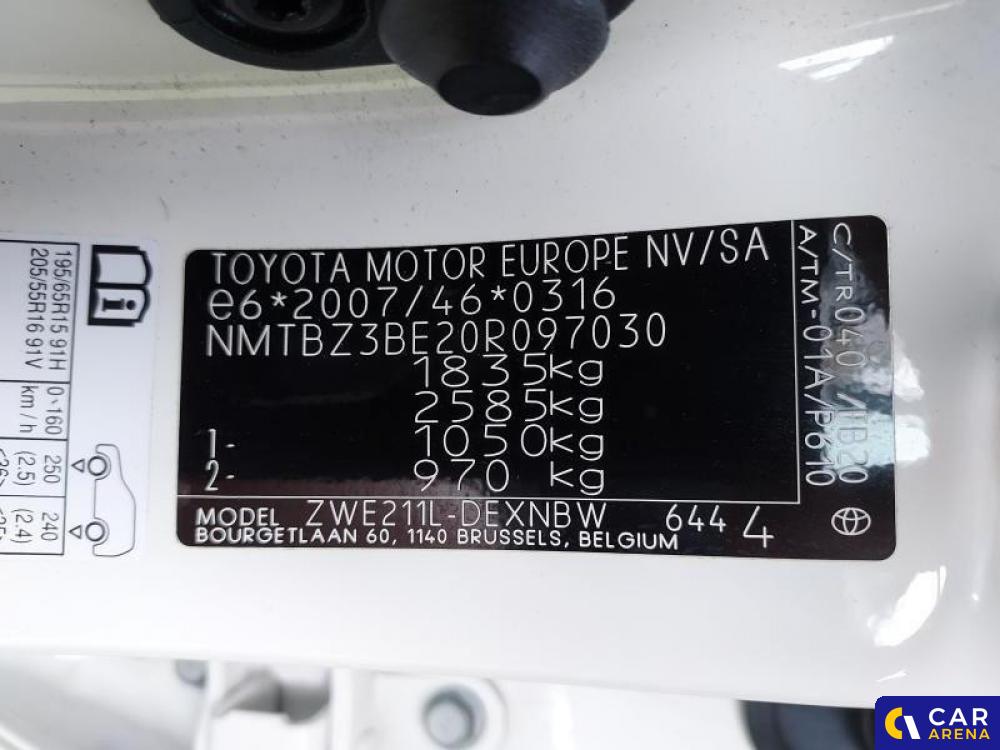 TOYOTA MOTOR EUROPE NV/SA
e6*2007/46*0316
NMTBZ3BE20R097030
1835kg
2585kg
1- 1050kg
2- 970 kg
MODEL ZWE211L-DEXNBW 644 4
BOURGETLAAN 60, 1140 BRUSSELS, BELGIUM
C/TR040 /FB20
A/TM-01A/P610
195/65R15 91H
205/55R16 91V
0-160
km/h
250
(2.5)
240
(2.4)
CAR
ARENA